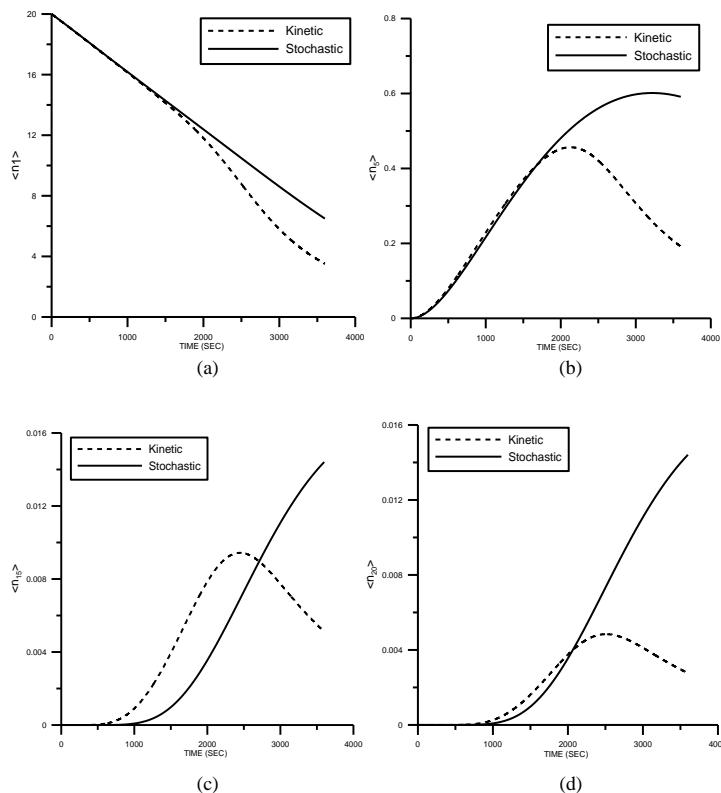 20
16
12
8
4
0
<n1>
Kinetic
Stochastic
0 1000 2000 3000 4000
TIME (SEC)
(a)
0.8
0.6
0.4
0.2
0
<n5>
Kinetic
Stochastic
0 1000 2000 3000 4000
TIME (SEC)
(b)
0.016
0.012
0.008
0.004
0
<n15>
Kinetic
Stochastic
0 1000 2000 3000 4000
TIME (SEC)
(c)
0.016
0.012
0.008
0.004
0
<n20>
Kinetic
Stochastic
0 1000 2000 3000 4000
TIME (SEC)
(d)